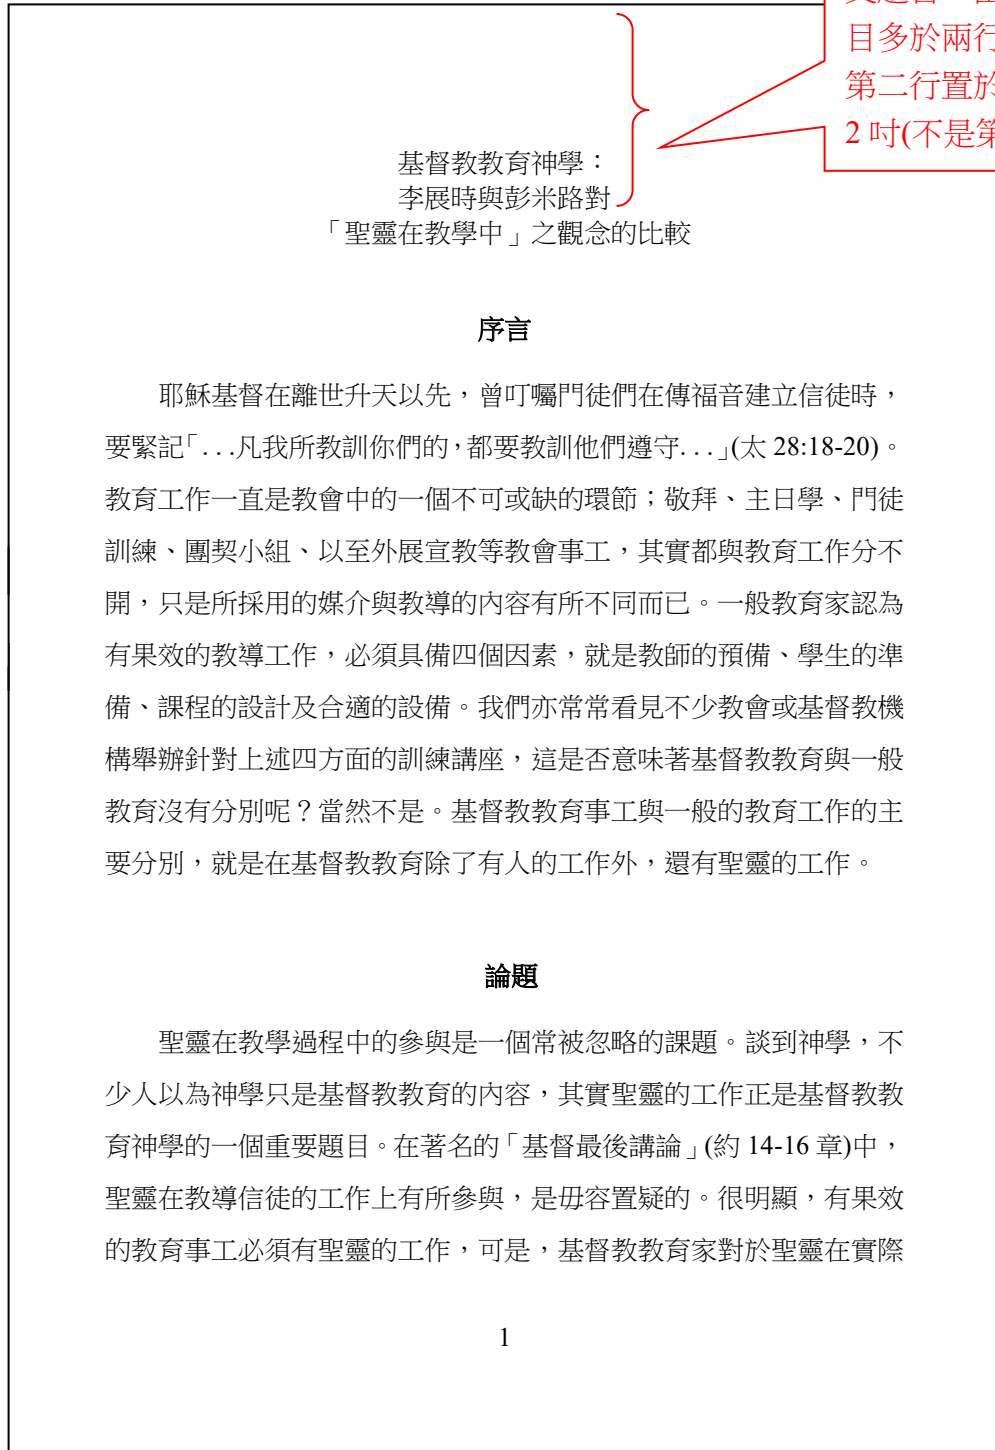 目多於兩行
第二行置於
2 吋(不是第
基督教教育神學：
李展時與彭米路對
「聖靈在教學中」之觀念的比較
序言
耶穌基督在離世升天以先，曾叮囑門徒們在傳福音建立信徒時，
要緊記「...凡我所教訓你們的，都要教訓他們遵守...」(太 28:18-20)。
教育工作一直是教會中的一個不可或缺的環節；敬拜、主日學、門徒
訓練、團契小組、以至外展宣教等教會事工，其實都與教育工作分不
開，只是所採用的媒介與教導的內容有所不同而已。一般教育家認為
有果效的教導工作，必須具備四個因素，就是教師的預備、學生的準
備、課程的設計及合適的設備。我們亦常常看見不少教會或基督教機
構舉辦針對上述四方面的訓練講座，這是否意味著基督教教育與一般
教育沒有分別呢？當然不是。基督教教育事工與一般的教育工作的主
要分別，就是在基督教教育除了有人的工作外，還有聖靈的工作。
論題
聖靈在教學過程中的參與是一個常被忽略的課題。談到神學，不
少人以為神學只是基督教教育的內容，其實聖靈的工作正是基督教教
育神學的一個重要題目。在著名的「基督最後講論」(約 14-16 章)中，
聖靈在教導信徒的工作上有所參與，是毋容置疑的。很明顯，有果效
的教育事工必須有聖靈的工作，可是，基督教教育家對於聖靈在實際
1